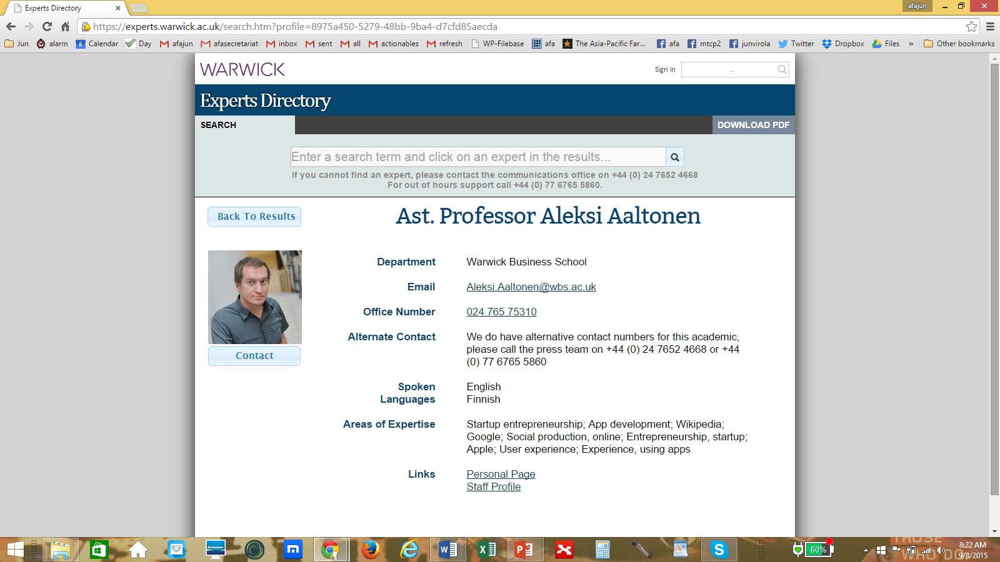 Experts Directory
afajun
https://experts.warwick.ac.uk/search.htm?profile=8975a450-5279-48bb-9ba4-d7cfd85aecda
Jun alarm 6 Calendar Day afajun afasecretariat inbox sent all actionables refresh WP-Filebase afa The Asia-Pacific Far... afa mtcp2 junvirola Twitter Dropbox Files » Other bookmarks
WARWICK
Sign in ...
Experts Directory
SEARCH DOWNLOAD PDF
Enter a search term and click on an expert in the results...
If you cannot find an expert, please contact the communications office on +44 (0) 24 7652 4668
For out of hours support call +44 (0) 77 6765 5860.
Back To Results
Ast. Professor Aleksi Aaltonen
Department Warwick Business School
Email Aleksi.Aaltonen@wbs.ac.uk
Office Number 024 765 75310
Contact
Alternate Contact We do have alternative contact numbers for this academic,
please call the press team on +44 (0) 24 7652 4668 or +44
(0) 77 6765 5860
Spoken English
Languages Finnish
Areas of Expertise Startup entrepreneurship; App development; Wikipedia;
Google; Social production, online; Entrepreneurship, startup;
Apple; User experience; Experience, using apps
Links Personal Page
Staff Profile
THOSE
WHO DO
lenovo
60%
8:22 AM
9/8/2015